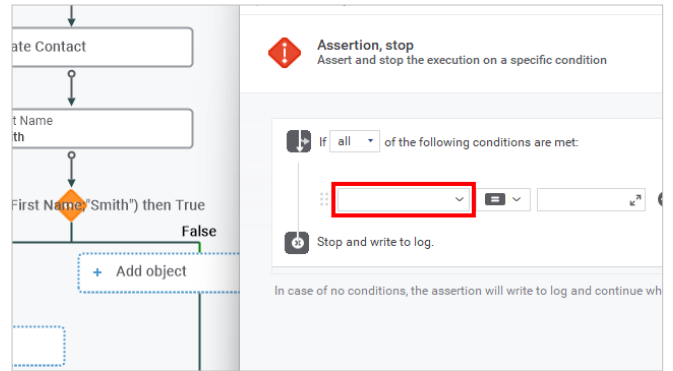 ate Contact
t Name
th
First Name;"Smith") then True
False
+ Add object
Assertion, stop
Assert and stop the execution on a specific condition
If all of the following conditions are met:
=
Stop and write to log.
In case of no conditions, the assertion will write to log and continue wh